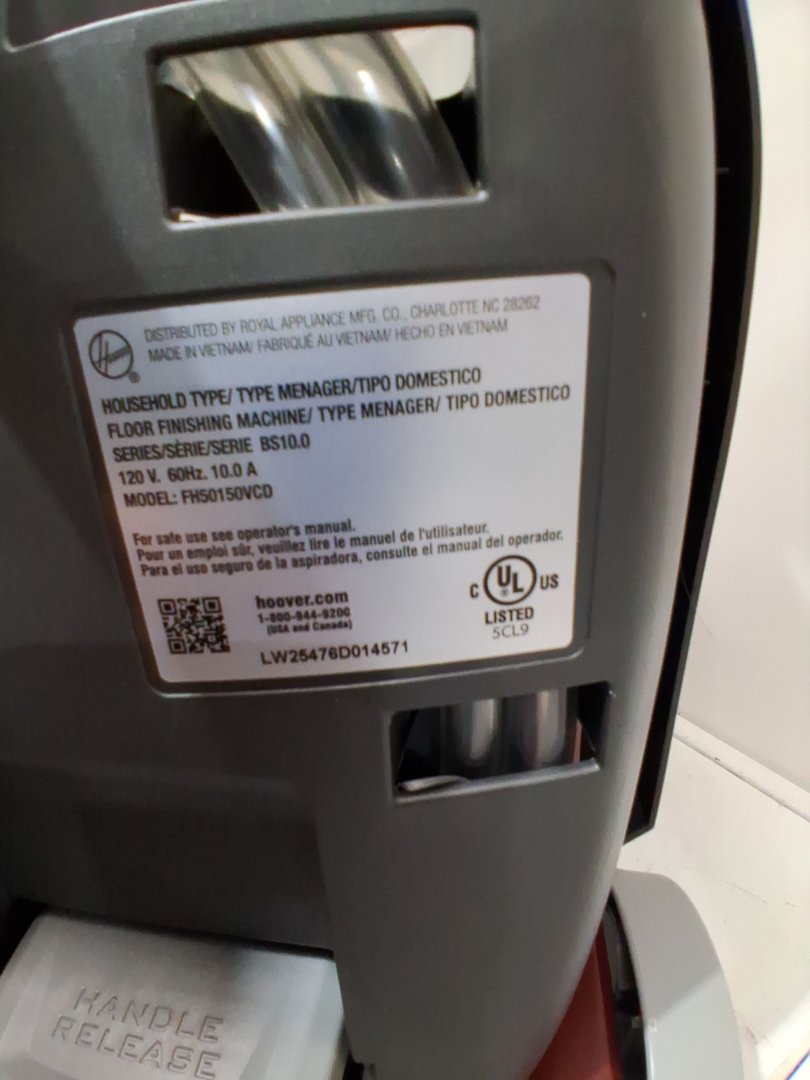 Hoover
®
DISTRIBUTED BY ROYAL APPLIANCE MFG. CO., CHARLOTTE NC 28262
MADE IN VIETNAM/ FABRIQUÉ AU VIETNAM/ HECHO EN VIETNAM
HOUSEHOLD TYPE/ TYPE MENAGER/TIPO DOMESTICO
FLOOR FINISHING MACHINE/ TYPE MENAGER/ TIPO DOMESTICO
SERIES/SÈRIE/SERIE BS10.0
120 V. 60Hz. 10.0 A
MODEL: FH50150VCD
For safe use see operator's manual.
Pour un emploi sûr, veuillez lire le manuel de l'utilisateur.
Para el uso seguro de la aspiradora, consulte el manual del operador.
hoover.com
1-800-944-9200
(USA and Canada)
LW25476D014571
C UL ® US
LISTED
5CL9
HANDLE
RELEASE